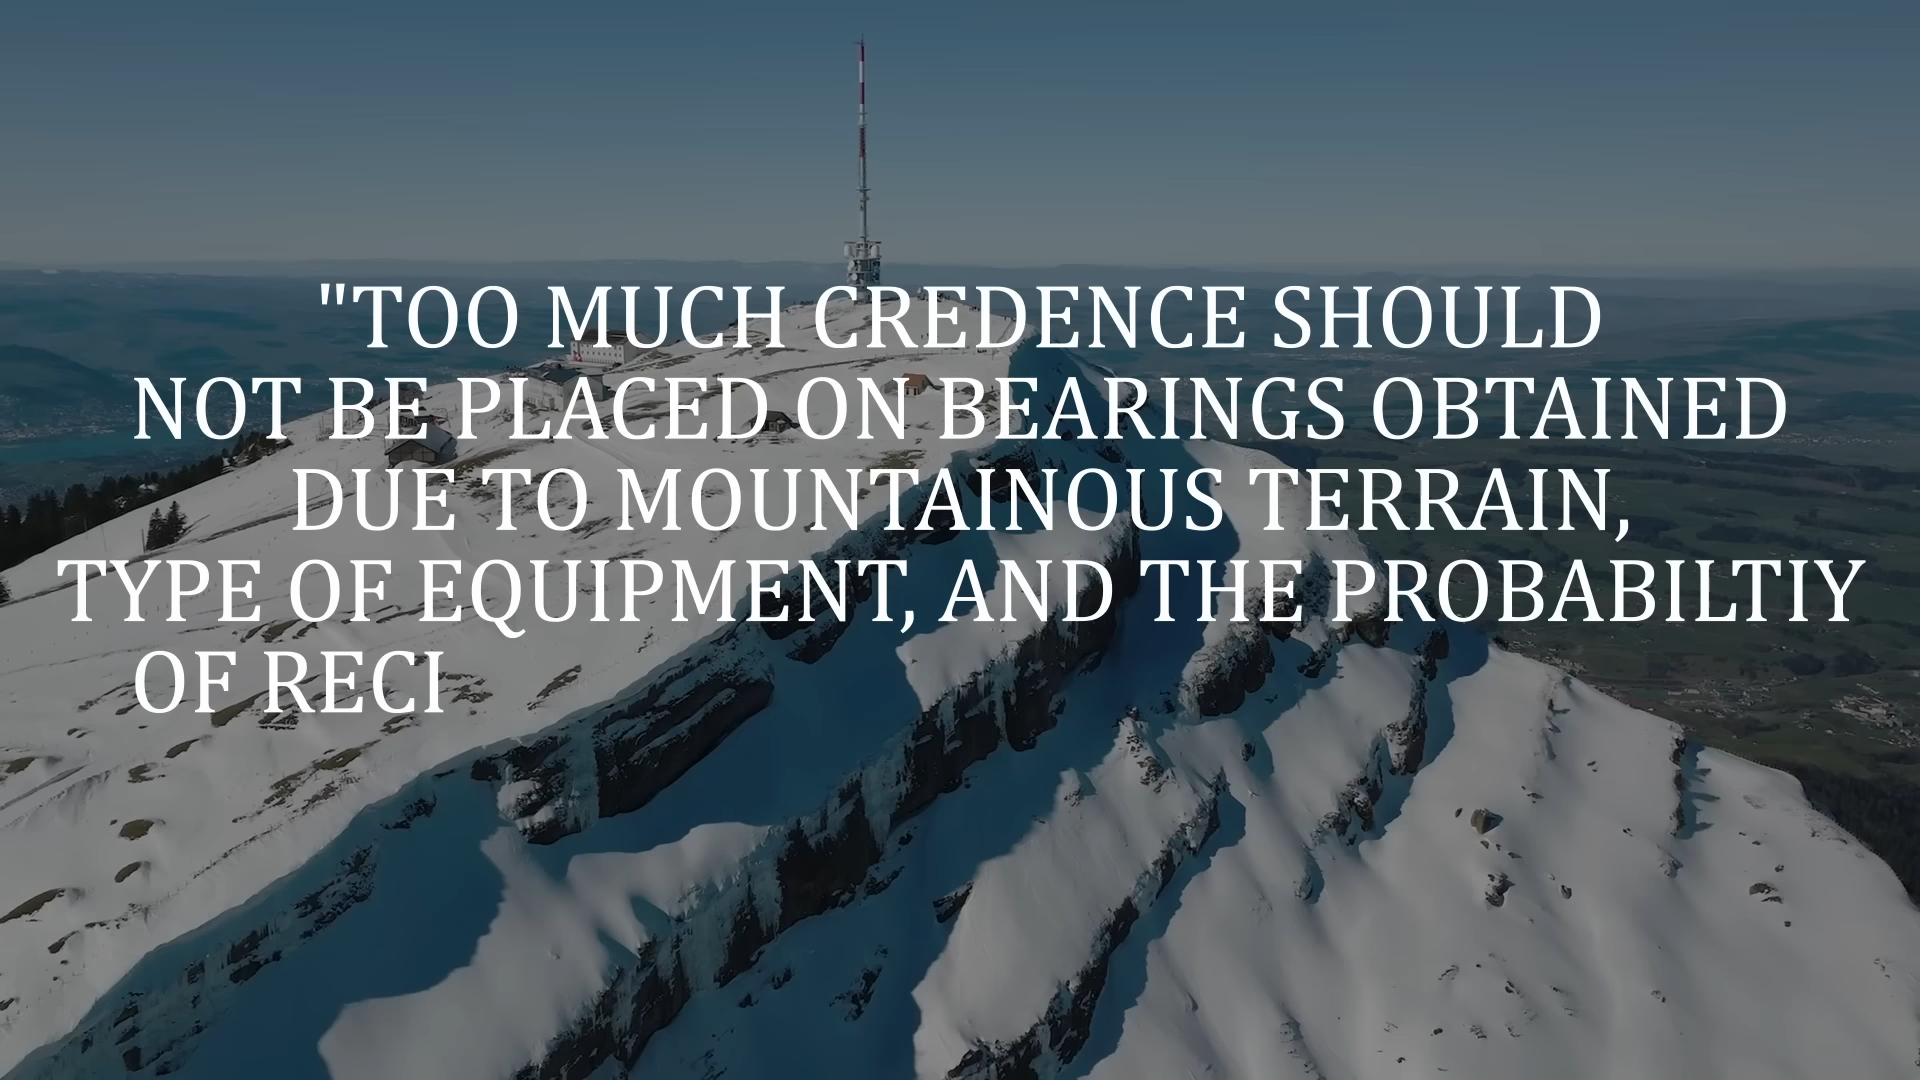 "TOO MUCH CREDENCE SHOULD
NOT BE PLACED ON BEARINGS OBTAINED
DUE TO MOUNTAINOUS TERRAIN,
TYPE OF EQUIPMENT, AND THE PROBABILTIY
OF RECI